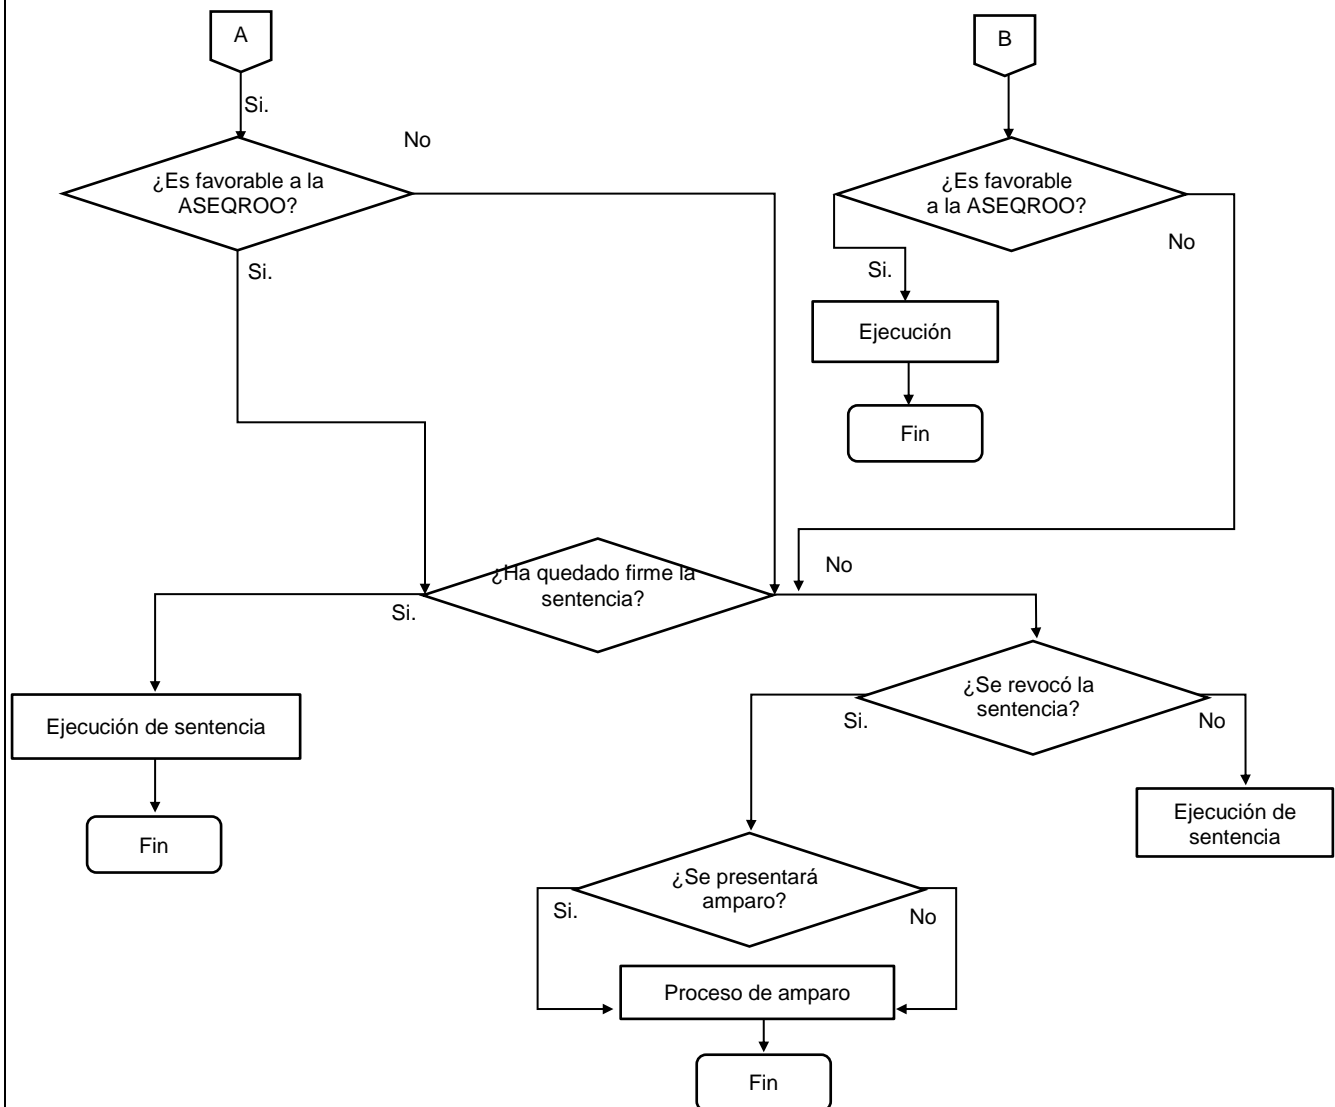 A
B
Si.
No
¿Es favorable a la
ASEQROO?
¿Es favorable
a la ASEQROO?
No
Si.
Si.
Ejecución
Fin
No
¿Ha quedado firme la
sentencia?
Si.
¿Se revocó la
sentencia?
Si.
No
Ejecución de sentencia
Ejecución de
sentencia
Fin
¿Se presentará
amparo?
Si.
No
Proceso de amparo
Fin